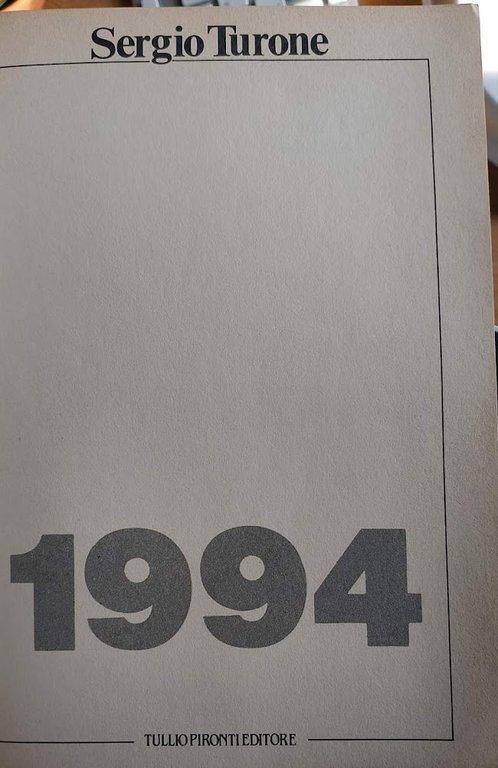 Sergio Turone
1994
TULLIO PIRONTI EDITORE